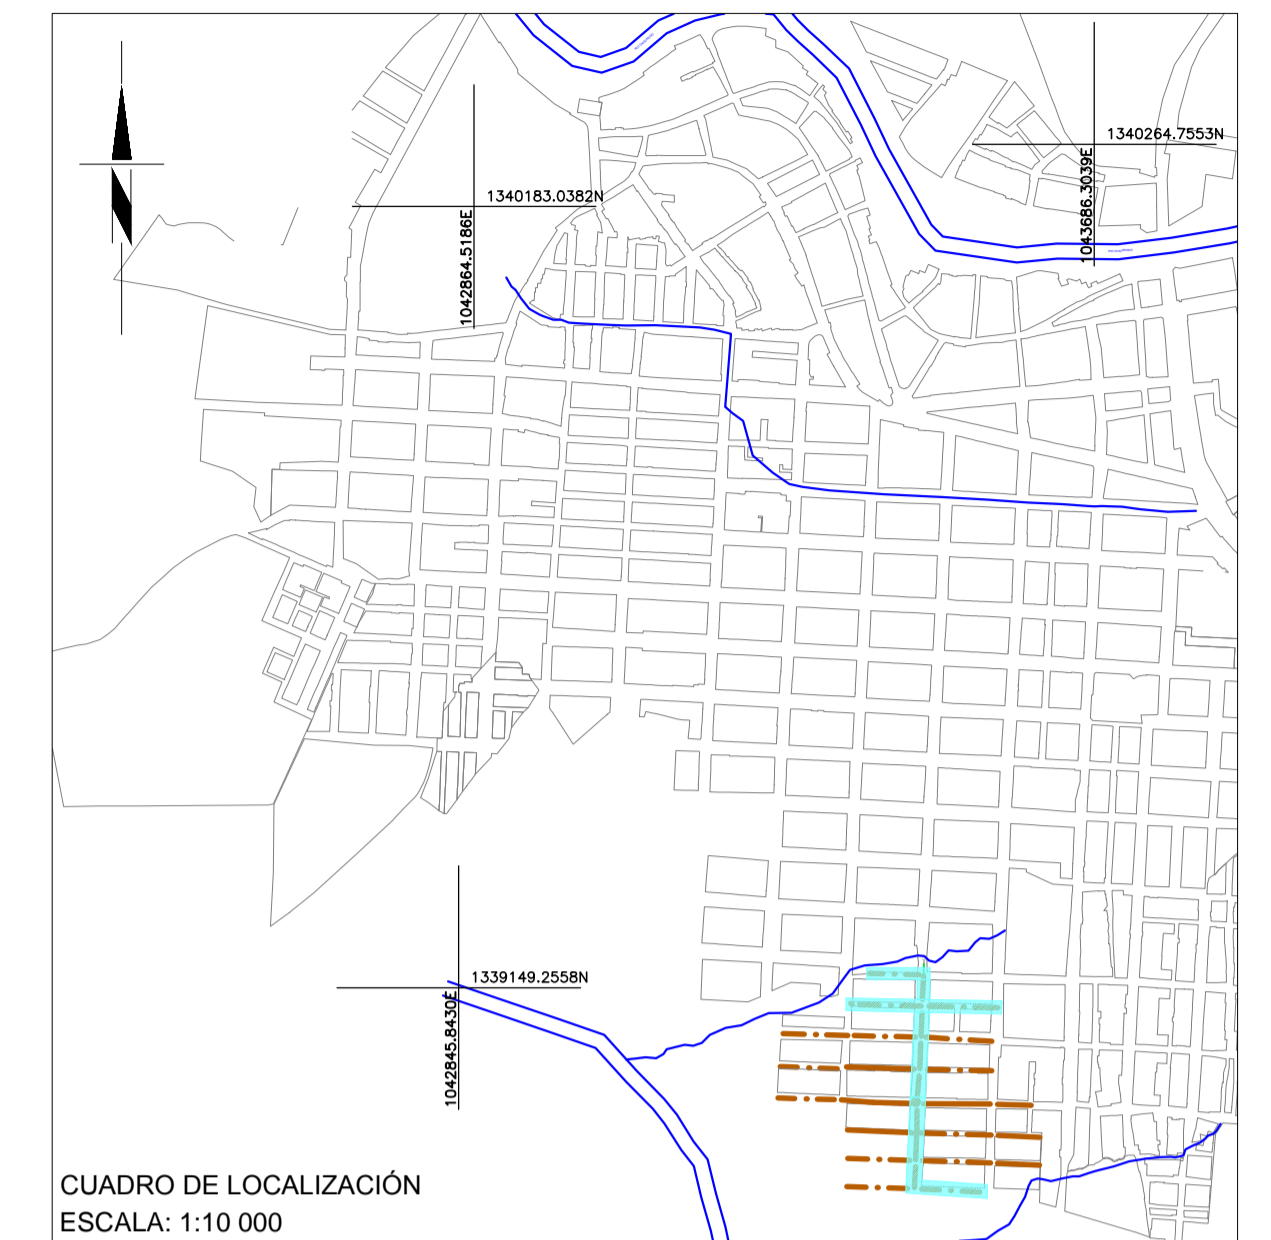 1340264.7553N
1043686.3039E
1340183.0382N
1042864.5186E
1339149.2558N
1042845.8430E
CUADRO DE LOCALIZACIÓN
ESCALA: 1:10 000